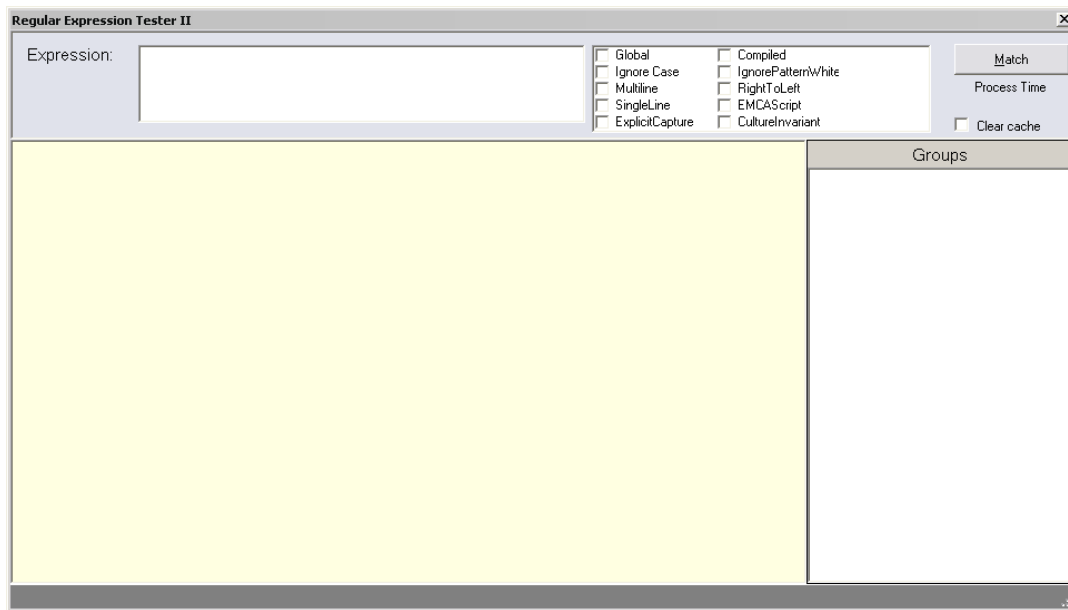 Regular Expression Tester II
Expression:
Global
Compiled
Match
Ignore Case
IgnorePatternWhite
Multiline
RightToLeft
Process Time
SingleLine
EMCAScript
ExplicitCapture
CultureInvariant
Clear cache
Groups